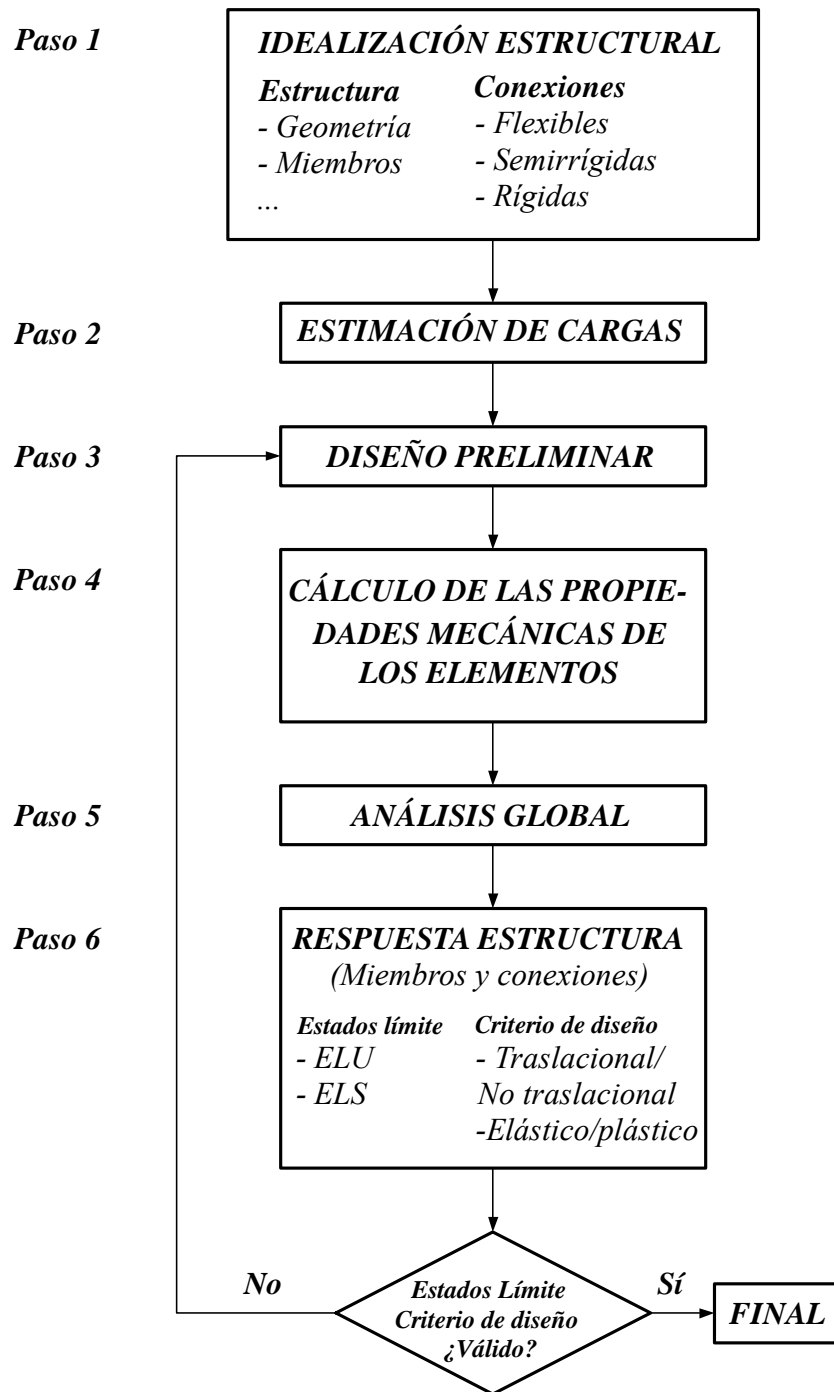 Paso 1
IDEALIZACIÓN ESTRUCTURAL
Estructura
- Geometría
- Miembros
...
Conexiones
- Flexibles
- Semirrígidas
- Rígidas
Paso 2
ESTIMACIÓN DE CARGAS
Paso 3
DISEÑO PRELIMINAR
Paso 4
CÁLCULO DE LAS PROPIE-
DADES MECÁNICAS DE
LOS ELEMENTOS
Paso 5
ANÁLISIS GLOBAL
Paso 6
RESPUESTA ESTRUCTURA
(Miembros y conexiones)
Estados límite
- ELU
- ELS
Criterio de diseño
- Traslacional/
No traslacional
-Elástico/plástico
No
Estados Límite
Criterio de diseño
¿Válido?
Sí
FINAL